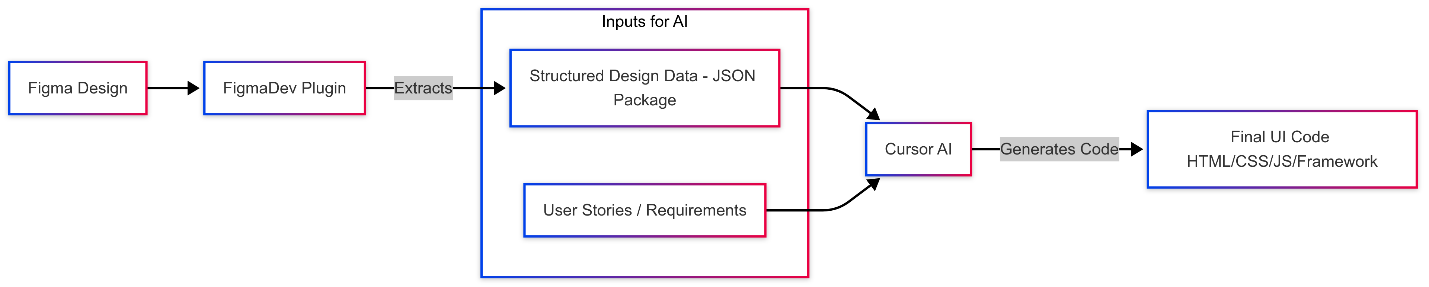 Inputs for AI
Figma Design
FigmaDev Plugin
Extracts
Structured Design Data - JSON
Package
User Stories / Requirements
Cursor AI
Generates Code
Final UI Code
HTML/CSS/JS/Framework